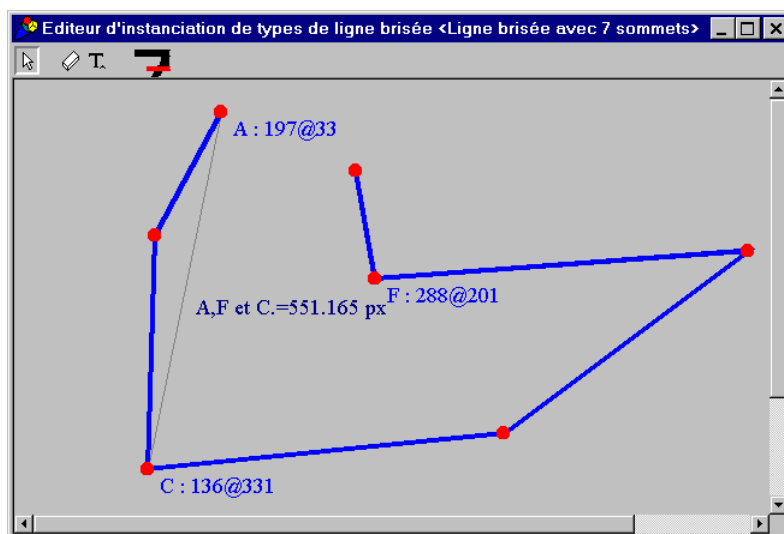 Editeur d'instanciation de types de ligne brisée <Ligne brisée avec 7 sommets>
T
A : 197@33
F : 288@201
A,F et C.=551.165 px
C : 136@331